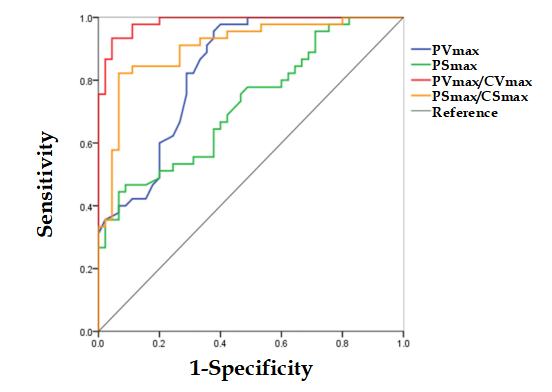 1.0
0.8
0.6
0.4
0.2
0.0
0.0 0.2 0.4 0.6 0.8 1.0
Sensitivity
1-Specificity
PVmax
PSmax
PVmax/CVmax
PSmax/CSmax
Reference